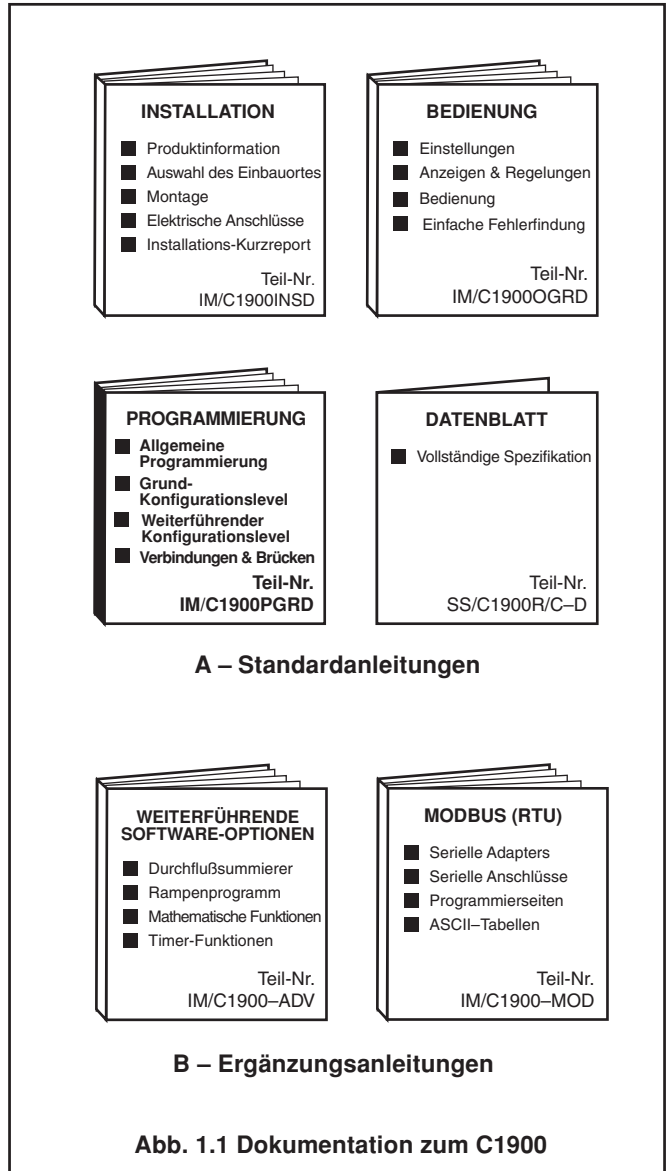 INSTALLATION
Produktinformation
Auswahl des Einbauortes
Montage
Elektrische Anschlüsse
Installations-Kurzreport
Teil-Nr.
IM/C1900INSD
BEDIENUNG
Einstellungen
Anzeigen & Regelungen
Bedienung
Einfache Fehlerfindung
Teil-Nr.
IM/C1900OGRD
PROGRAMMIERUNG
Allgemeine
Programmierung
Grund-
Konfigurationslevel
Weiterführender
Konfigurationslevel
Verbindungen & Brücken
Teil-Nr.
IM/C1900PGRD
DATENBLATT
Vollständige Spezifikation
Teil-Nr.
SS/C1900R/C–D
A – Standardanleitungen
WEITERFÜHRENDE
SOFTWARE-OPTIONEN
Durchflußsummierer
Rampenprogramm
Mathematische Funktionen
Timer-Funktionen
Teil-Nr.
IM/C1900–ADV
MODBUS (RTU)
Serielle Adapters
Serielle Anschlüsse
Programmierseiten
ASCII–Tabellen
Teil-Nr.
IM/C1900–MOD
B – Ergänzungsanleitungen
Abb. 1.1 Dokumentation zum C1900